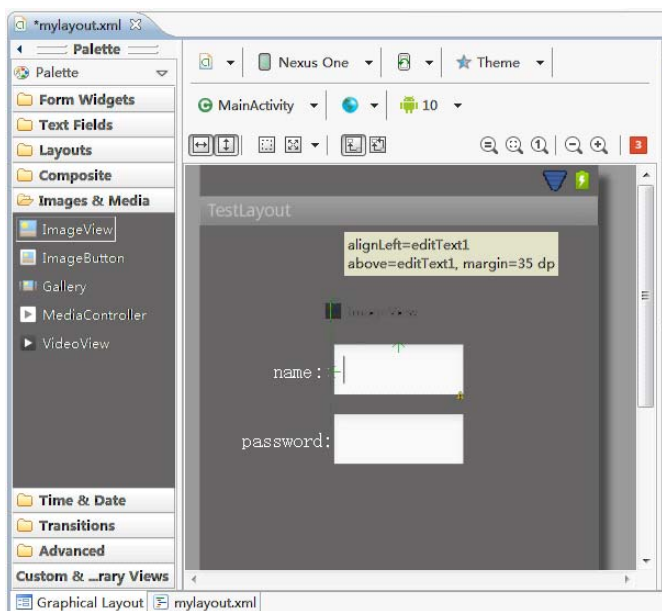 *mylayout.xml
Palette
Palette
Form Widgets
Text Fields
Layouts
Composite
Images & Media
ImageView
ImageButton
Gallery
MediaController
VideoView
Time & Date
Transitions
Advanced
Custom & ...rary Views
Graphical Layout
mylayout.xml
Nexus One
Theme
MainActivity
10
1
3
TestLayout
alignLeft=editText1
above=editText1, margin=35 dp
ImageView
name:
password: